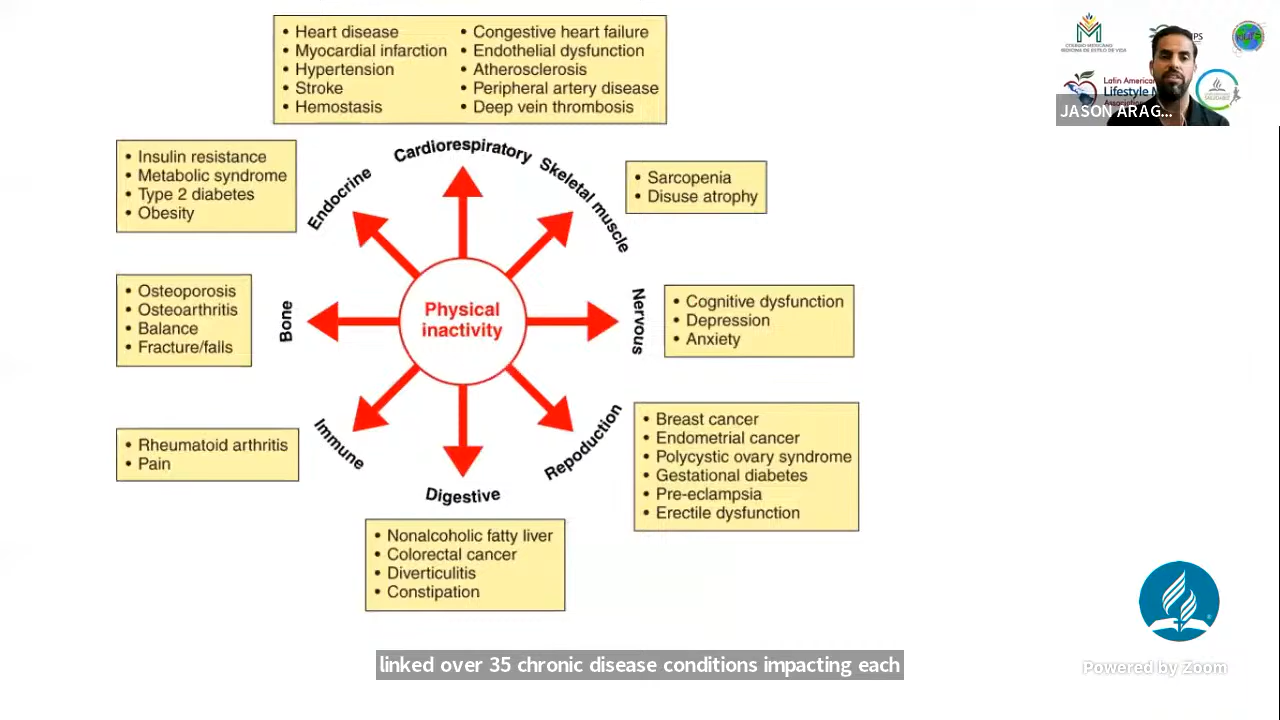 • Heart disease
• Myocardial infarction
• Hypertension
• Stroke
• Hemostasis
• Congestive heart failure
• Endothelial dysfunction
• Atherosclerosis
• Peripheral artery disease
• Deep vein thrombosis
Latin American
Lifestyle M
Associatio
JASON ARAG...
Cardiorespiratory
• Insulin resistance
• Metabolic syndrome
• Type 2 diabetes
• Obesity
Endocrine
Skeletal muscle
• Sarcopenia
• Disuse atrophy
• Osteoporosis
• Osteoarthritis
• Balance
• Fracture/falls
Bone
Physical
inactivity
Nervous
• Cognitive dysfunction
• Depression
• Anxiety
• Rheumatoid arthritis
• Pain
Immune
Digestive
Repoduction
• Breast cancer
• Endometrial cancer
• Polycystic ovary syndrome
• Gestational diabetes
• Pre-eclampsia
• Erectile dysfunction
• Nonalcoholic fatty liver
• Colorectal cancer
• Diverticulitis
• Constipation
linked over 35 chronic disease conditions impacting each
Powered by Zoom